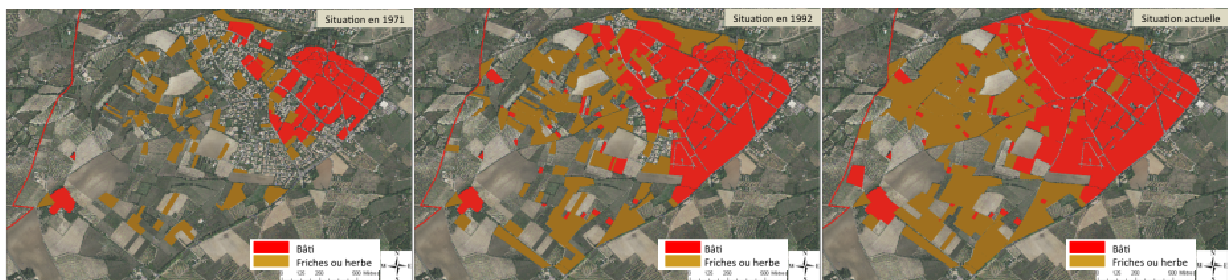 Situation en 1971
Bâti
Friches ou herbe
Situation en 1992
Bâti
Friches ou herbe
Situation actuelle
Bâti
Friches ou herbe